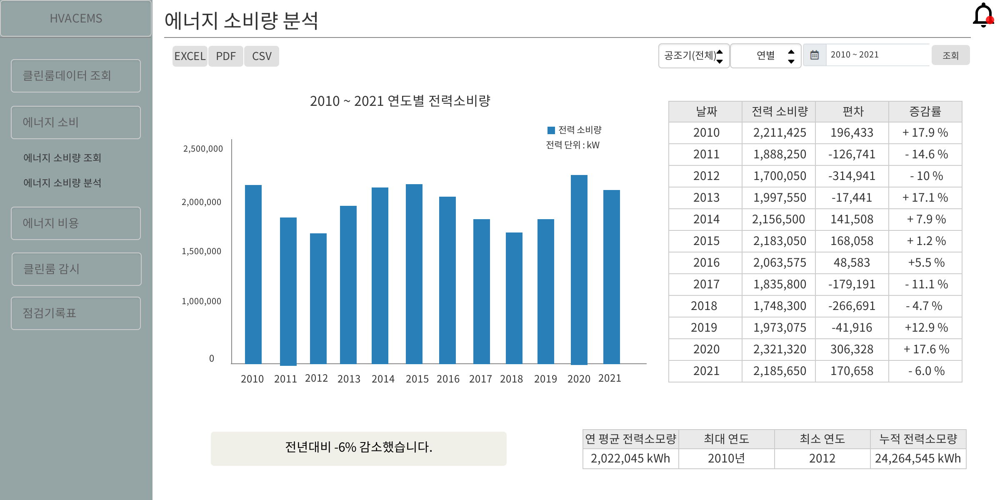 HVACEMS
클린룸데이터 조회
에너지 소비
에너지 소비량 조회
에너지 소비량 분석
에너지 비용
클린룸 감시
점검기록표
에너지 소비량 분석
EXCEL PDF CSV
공조기(전체) 연별 2010 ~ 2021 조회
2010 ~ 2021 연도별 전력소비량
전력 소비량
전력 단위 : kW
2,500,000
2,000,000
1,500,000
1,000,000
0
2010 2011 2012 2013 2014 2015 2016 2017 2018 2019 2020 2021
날짜 전력 소비량 편차 증감률
2010 2,211,425 196,433 + 17.9 %
2011 1,888,250 -126,741 - 14.6 %
2012 1,700,050 -314,941 - 10 %
2013 1,997,550 -17,441 + 17.1 %
2014 2,156,500 141,508 + 7.9 %
2015 2,183,050 168,058 + 1.2 %
2016 2,063,575 48,583 +5.5 %
2017 1,835,800 -179,191 - 11.1 %
2018 1,748,300 -266,691 - 4.7 %
2019 1,973,075 -41,916 +12.9 %
2020 2,321,320 306,328 + 17.6 %
2021 2,185,650 170,658 - 6.0 %
전년대비 -6% 감소했습니다.
연 평균 전력소모량 최대 연도 최소 연도 누적 전력소모량
2,022,045 kWh 2010년 2012 24,264,545 kWh